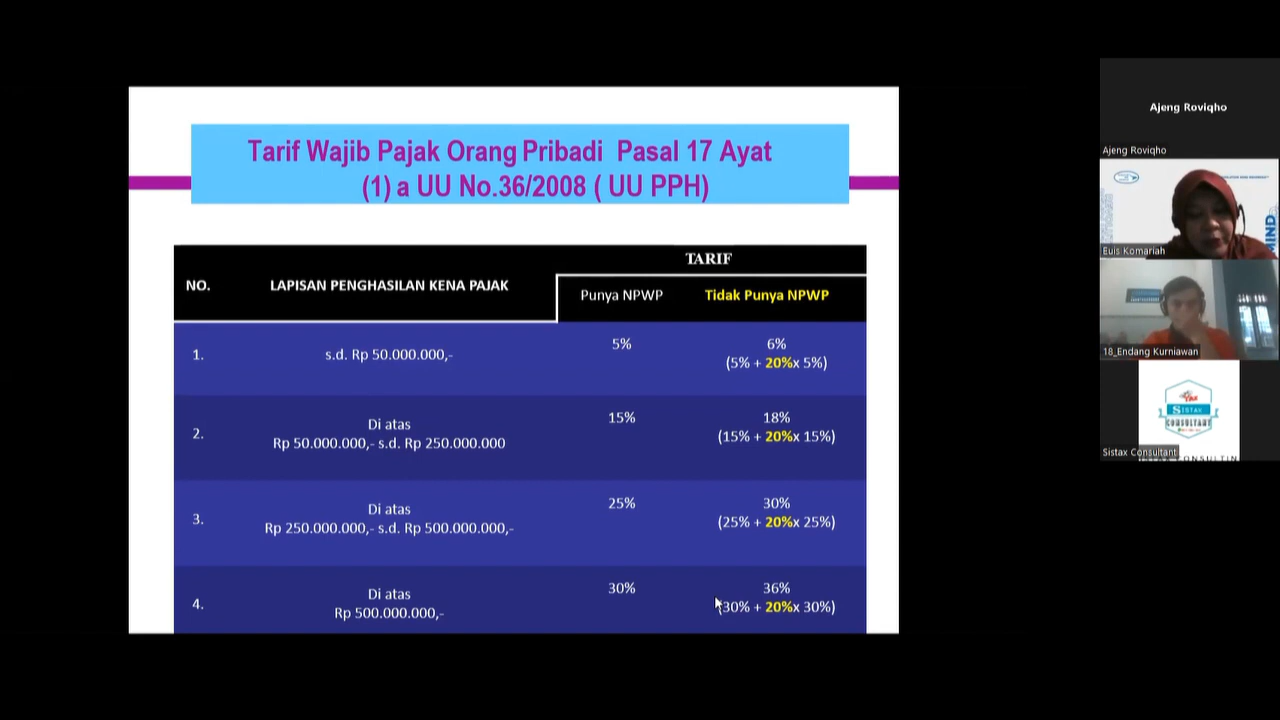 Tarif Wajib Pajak Orang Pribadi Pasal 17 Ayat
(1) a UU No.36/2008 ( UU PPH)
NO.
LAPISAN PENGHASILAN KENA PAJAK
TARIF
Punya NPWP
Tidak Punya NPWP
1.
s.d. Rp 50.000.000,-
5%
6%
(5% + 20%x 5%)
2.
Di atas
Rp 50.000.000,- s.d. Rp 250.000.000
15%
18%
(15% + 20%x 15%)
3.
Di atas
Rp 250.000.000,- s.d. Rp 500.000.000,-
25%
30%
(25% + 20%x 25%)
4.
Di atas
Rp 500.000.000,-
30%
36%
(30% + 20%x 30%)
Ajeng Roviqho
Ajeng Roviqho
MIND
Euis Komariah
18_Endang Kurniawan
TAX
SISTAX
CONSULTANT
Sistax Consultant